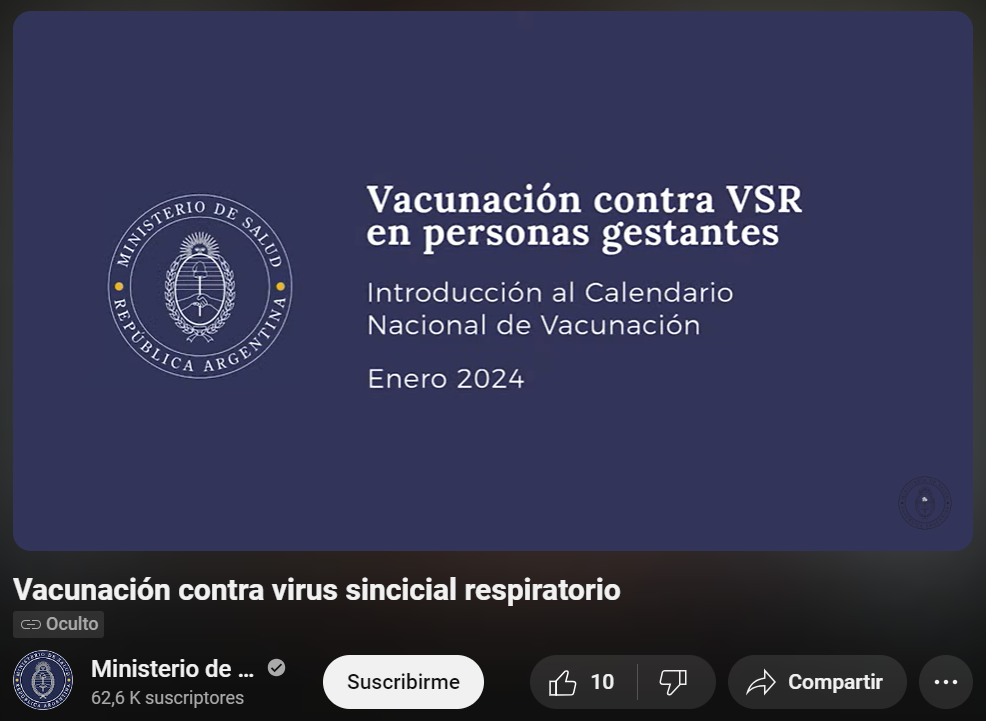 MINISTERIO DE SALUD
REPÚBLICA ARGENTINA
Vacunación contra VSR
en personas gestantes
Introducción al Calendario
Nacional de Vacunación
Enero 2024
Vacunación contra virus sincicial respiratorio
Oculto
Ministerio de ...
62,6 K suscriptores
Suscribirme
10
Compartir